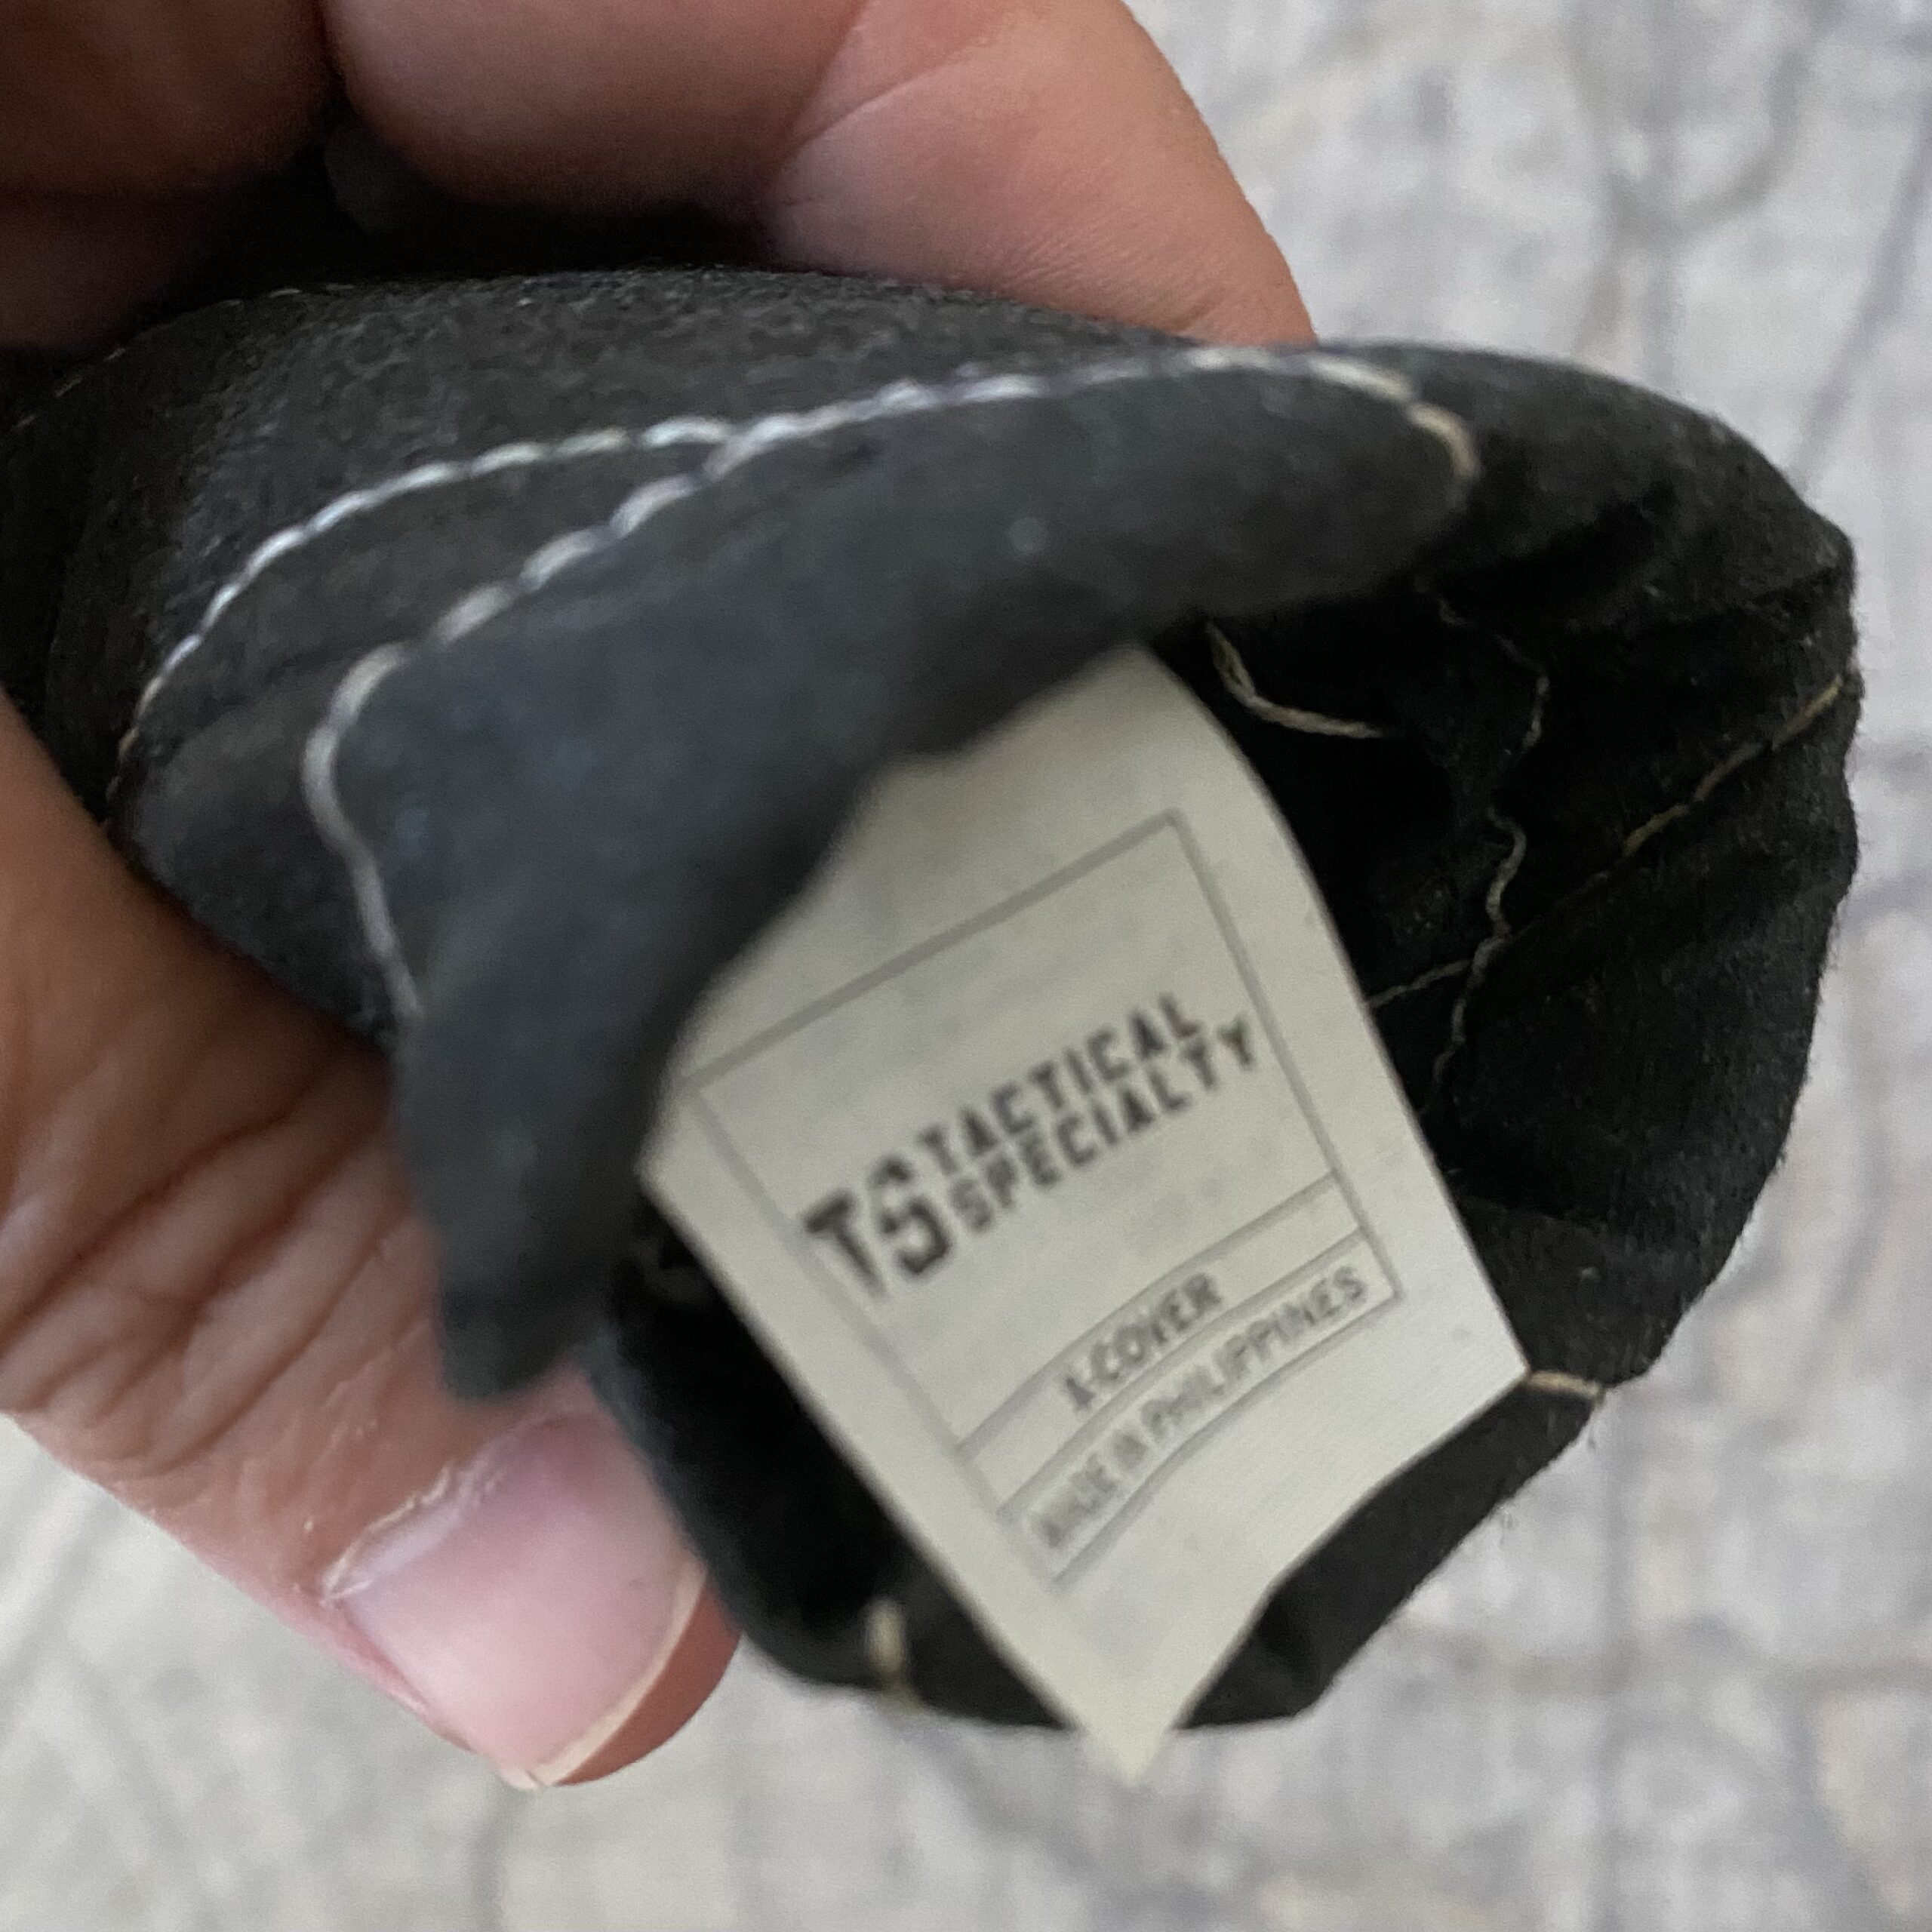 TS TACTICAL
SPECIALTY
A-COVER
MADE IN PHILIPPINES